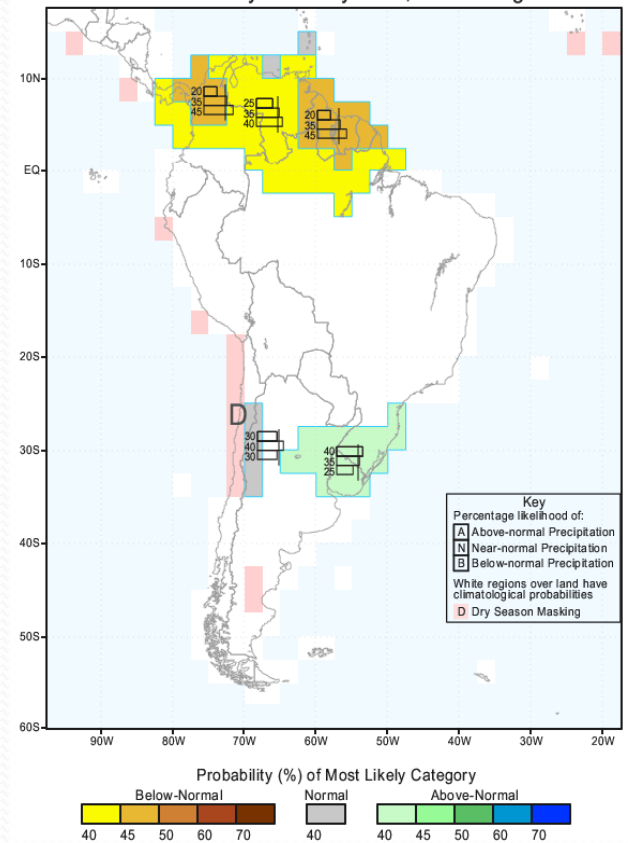 10N
EQ
10S
20S
30S
40S
50S
60S
90W
80W
70W
60W
50W
40W
30W
20W
20
35
45
25
35
40
20
35
45
D
30
40
30
40
35
25
Key
Percentage likelihood of:
A Above-normal Precipitation
N Near-normal Precipitation
B Below-normal Precipitation
White regions over land have
climatological probabilities
D Dry Season Masking
Probability (%) of Most Likely Category
Below-Normal Normal Above-Normal
40 45 50 60 70 40 40 45 50 60 70